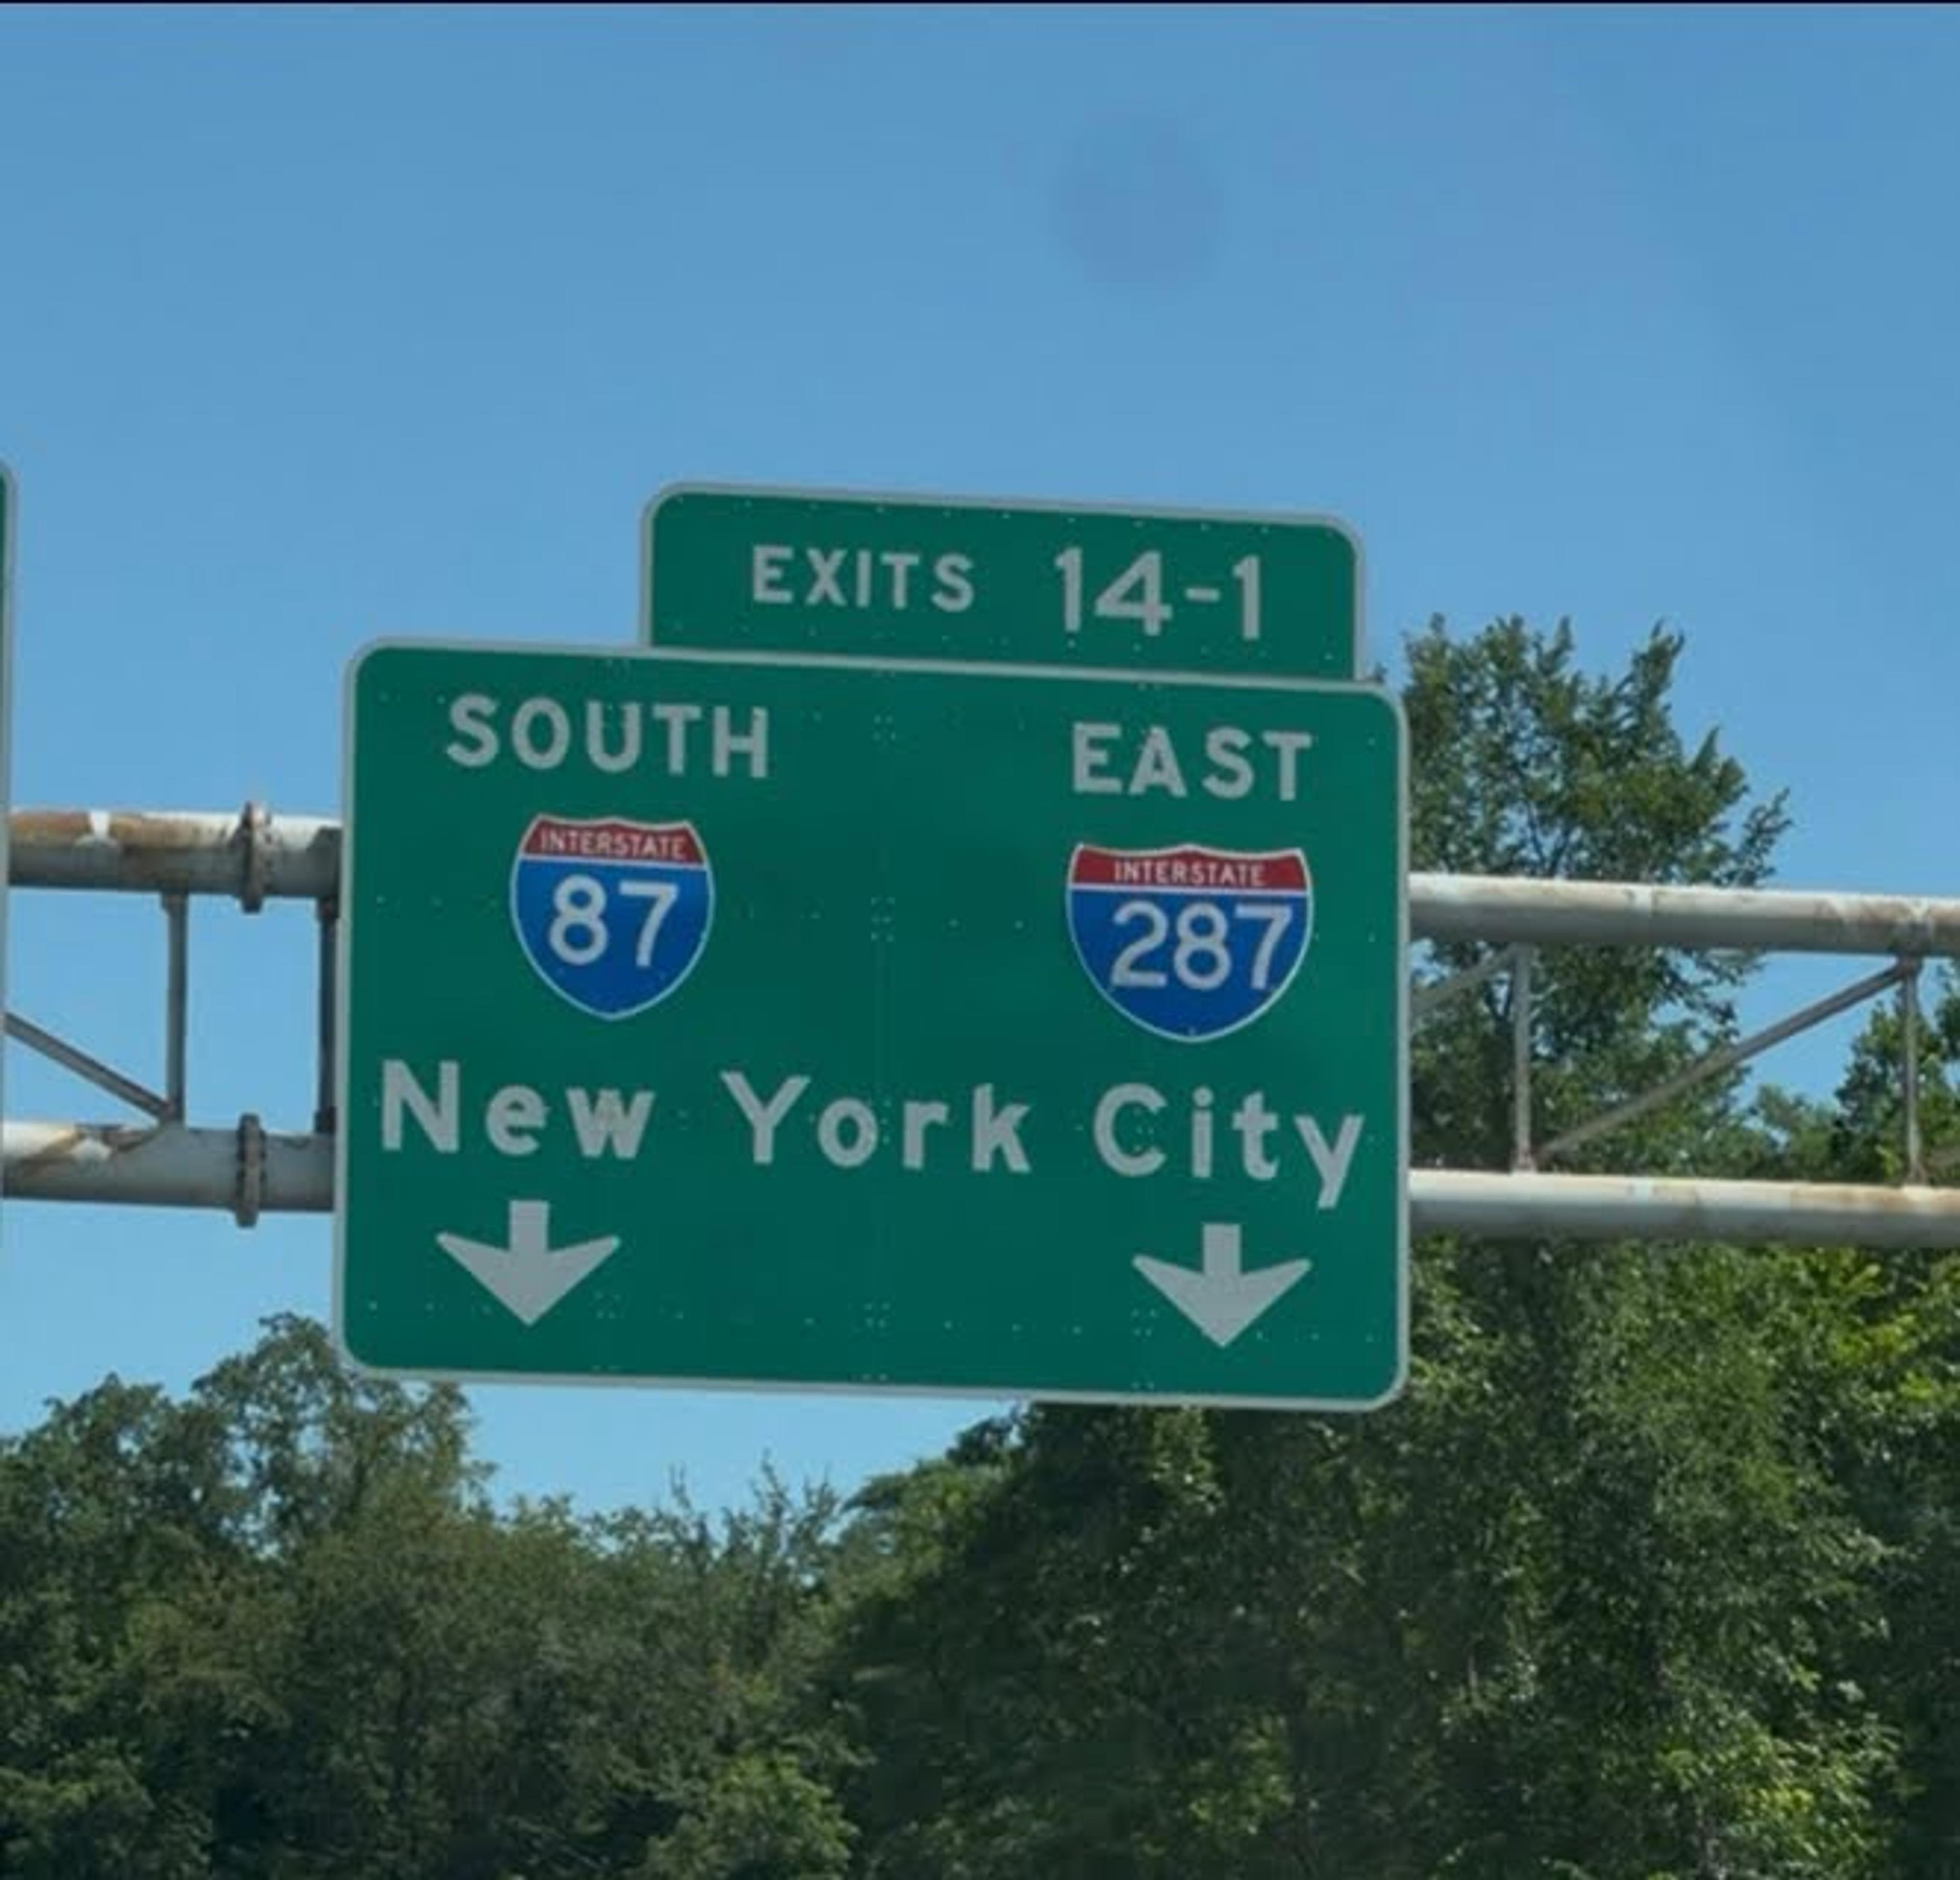 EXITS 14-1
SOUTH EAST
INTERSTATE INTERSTATE
87 287
New York City